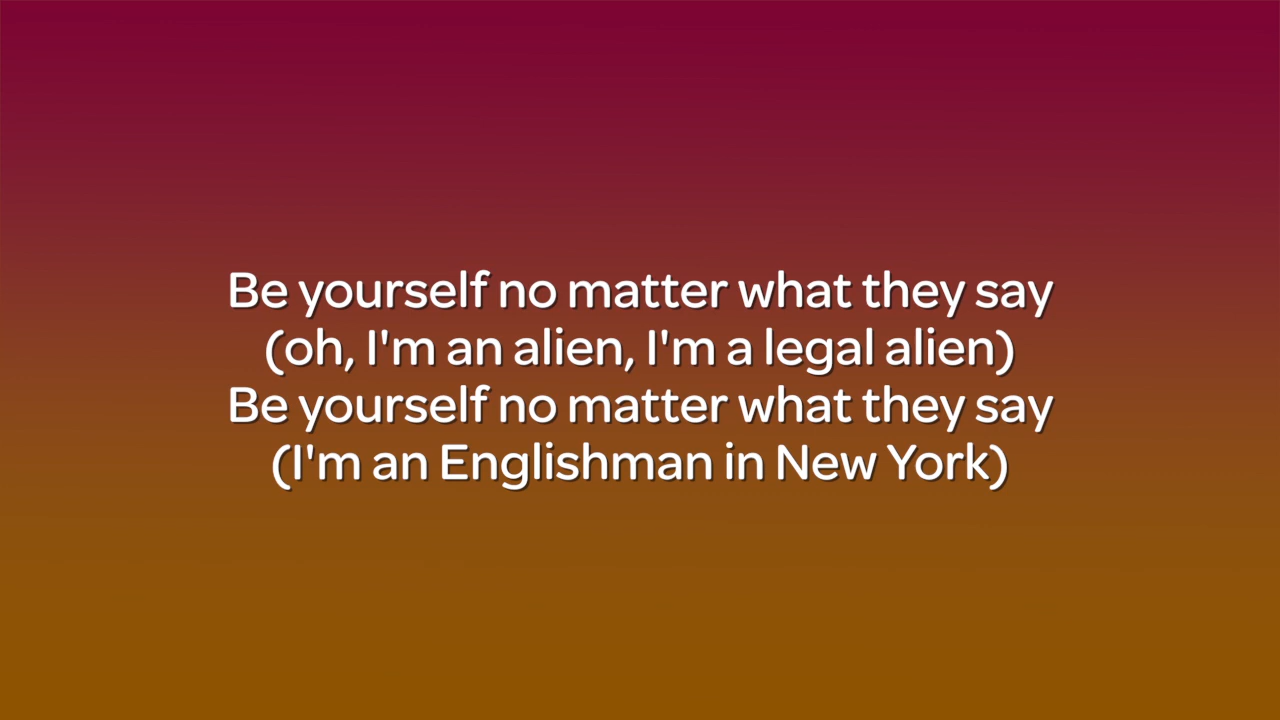 Be yourself no matter what they say
(oh, I'm an alien, I'm a legal alien)
Be yourself no matter what they say
(I'm an Englishman in New York)